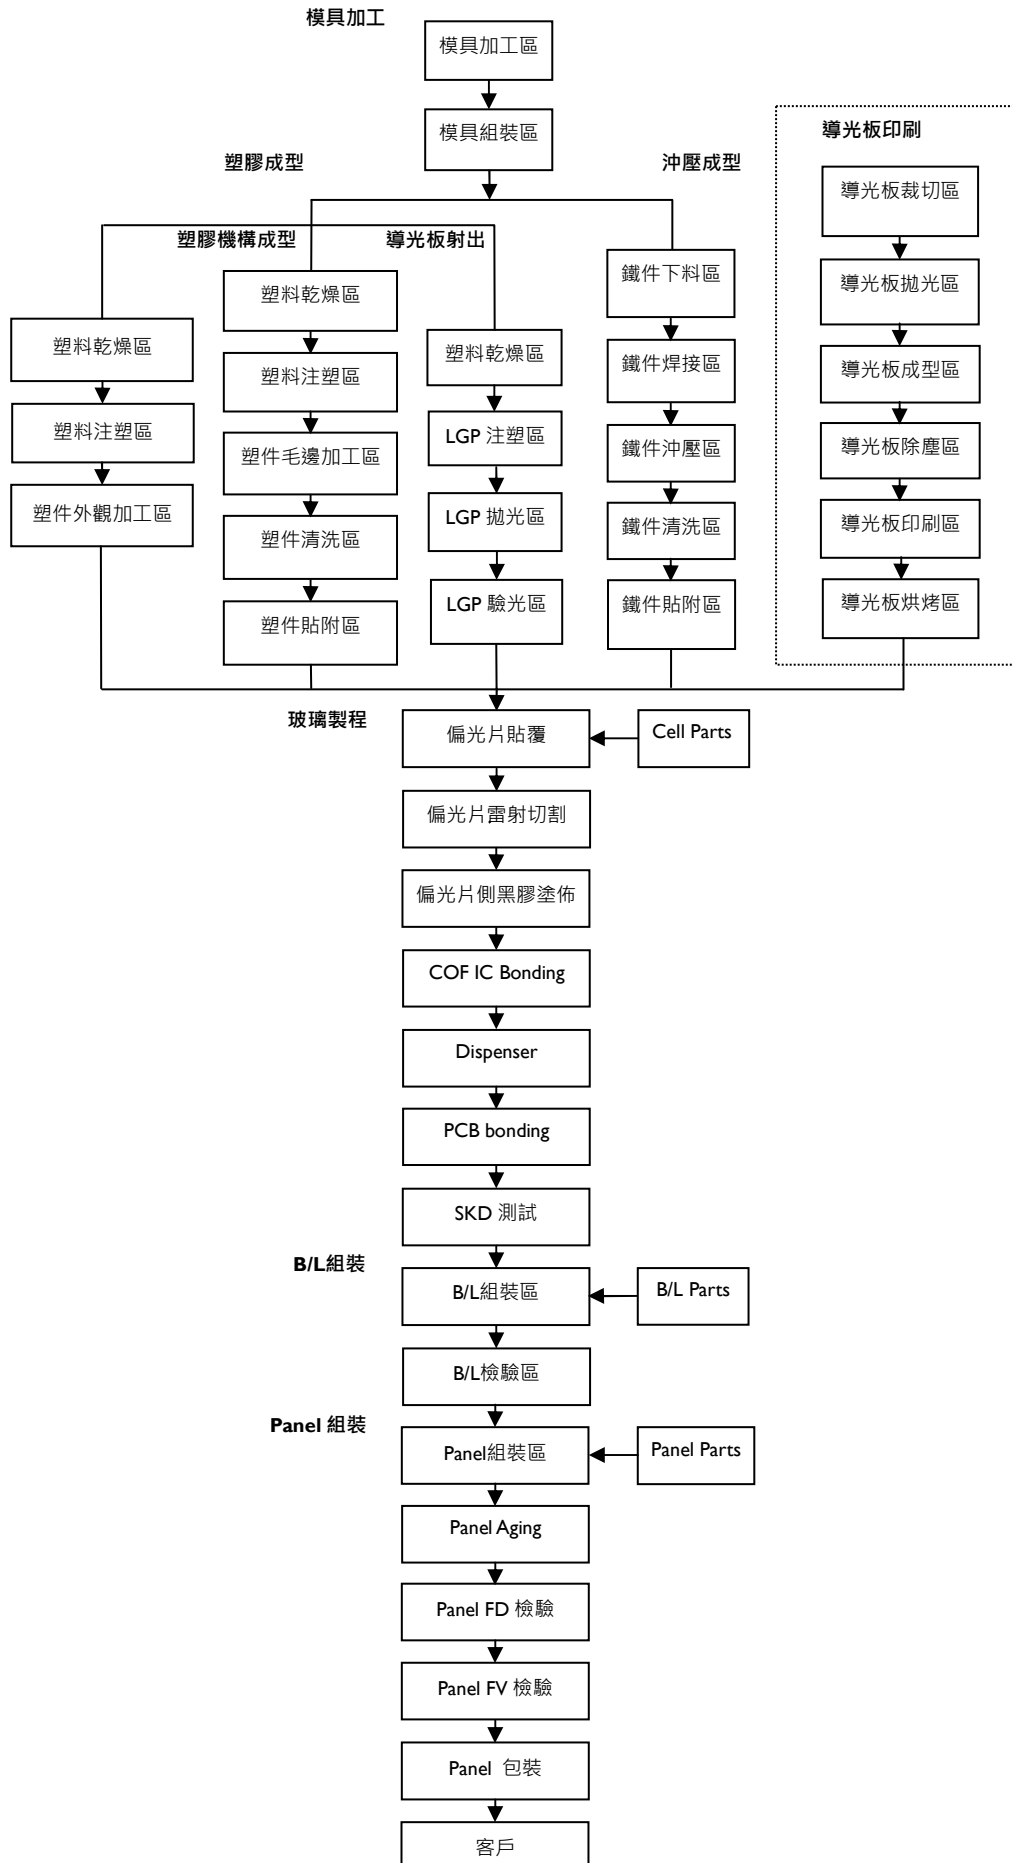 模具加工
模具加工區
模具組裝區
塑膠成型
沖壓成型
導光板印刷
塑膠機構成型
導光板射出
塑料乾燥區
塑料注塑區
塑件外觀加工區
塑料乾燥區
塑料注塑區
塑件毛邊加工區
塑件清洗區
塑件貼附區
塑料乾燥區
LGP 注塑區
LGP 拋光區
LGP 驗光區
鐵件下料區
鐵件焊接區
鐵件沖壓區
鐵件清洗區
鐵件貼附區
導光板裁切區
導光板拋光區
導光板成型區
導光板除塵區
導光板印刷區
導光板烘烤區
玻璃製程
偏光片貼覆
Cell Parts
偏光片雷射切割
偏光片側黑膠塗佈
COF IC Bonding
Dispenser
PCB bonding
SKD 測試
B/L組裝
B/L組裝區
B/L Parts
B/L檢驗區
Panel 組裝
Panel組裝區
Panel Parts
Panel Aging
Panel FD 檢驗
Panel FV 檢驗
Panel 包裝
客戶